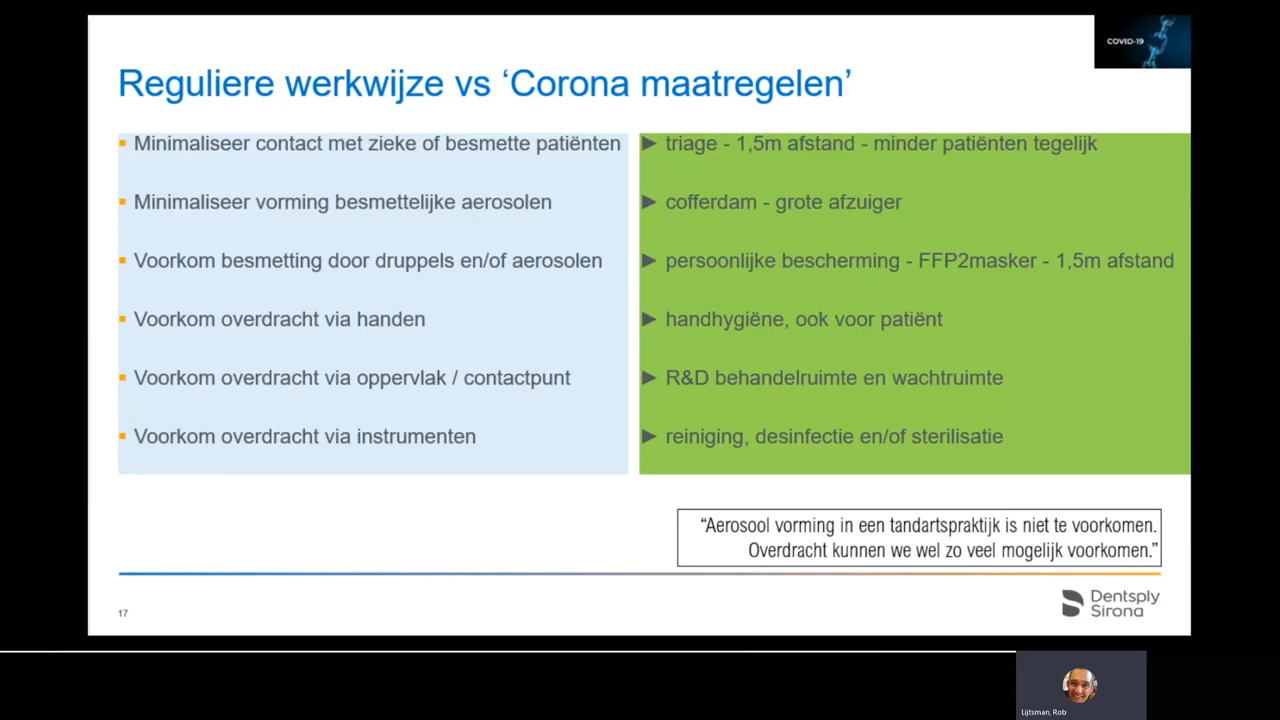 COVID-19
Reguliere werkwijze vs ‘Corona maatregelen’
Minimaliseer contact met zieke of besmette patiënten
► triage - 1,5m afstand - minder patiënten tegelijk
Minimaliseer vorming besmettelijke aerosolen
► cofferdam - grote afzuiger
Voorkom besmetting door druppels en/of aerosolen
► persoonlijke bescherming - FFP2masker - 1,5m afstand
Voorkom overdracht via handen
► handhygiëne, ook voor patiënt
Voorkom overdracht via oppervlak / contactpunt
► R&D behandelruimte en wachtruimte
Voorkom overdracht via instrumenten
► reiniging, desinfectie en/of sterilisatie
“Aerosool vorming in een tandartspraktijk is niet te voorkomen.
Overdracht kunnen we wel zo veel mogelijk voorkomen.”
17
Dentsply
Sirona
Lijtsman, Rob